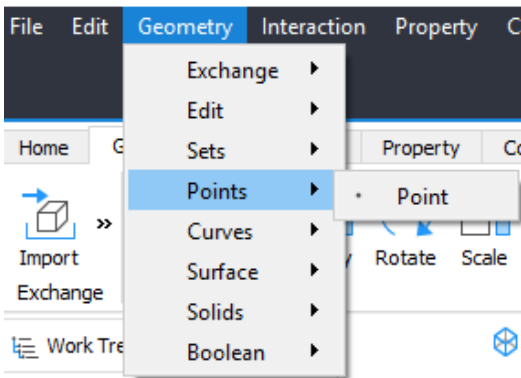 File Edit Geometry Interaction Property C
Exchange
Edit
Home G Sets Property Co
Points Point
Import Curves Rotate Scale
Exchange Surface
Solids
Work Tre Boolean